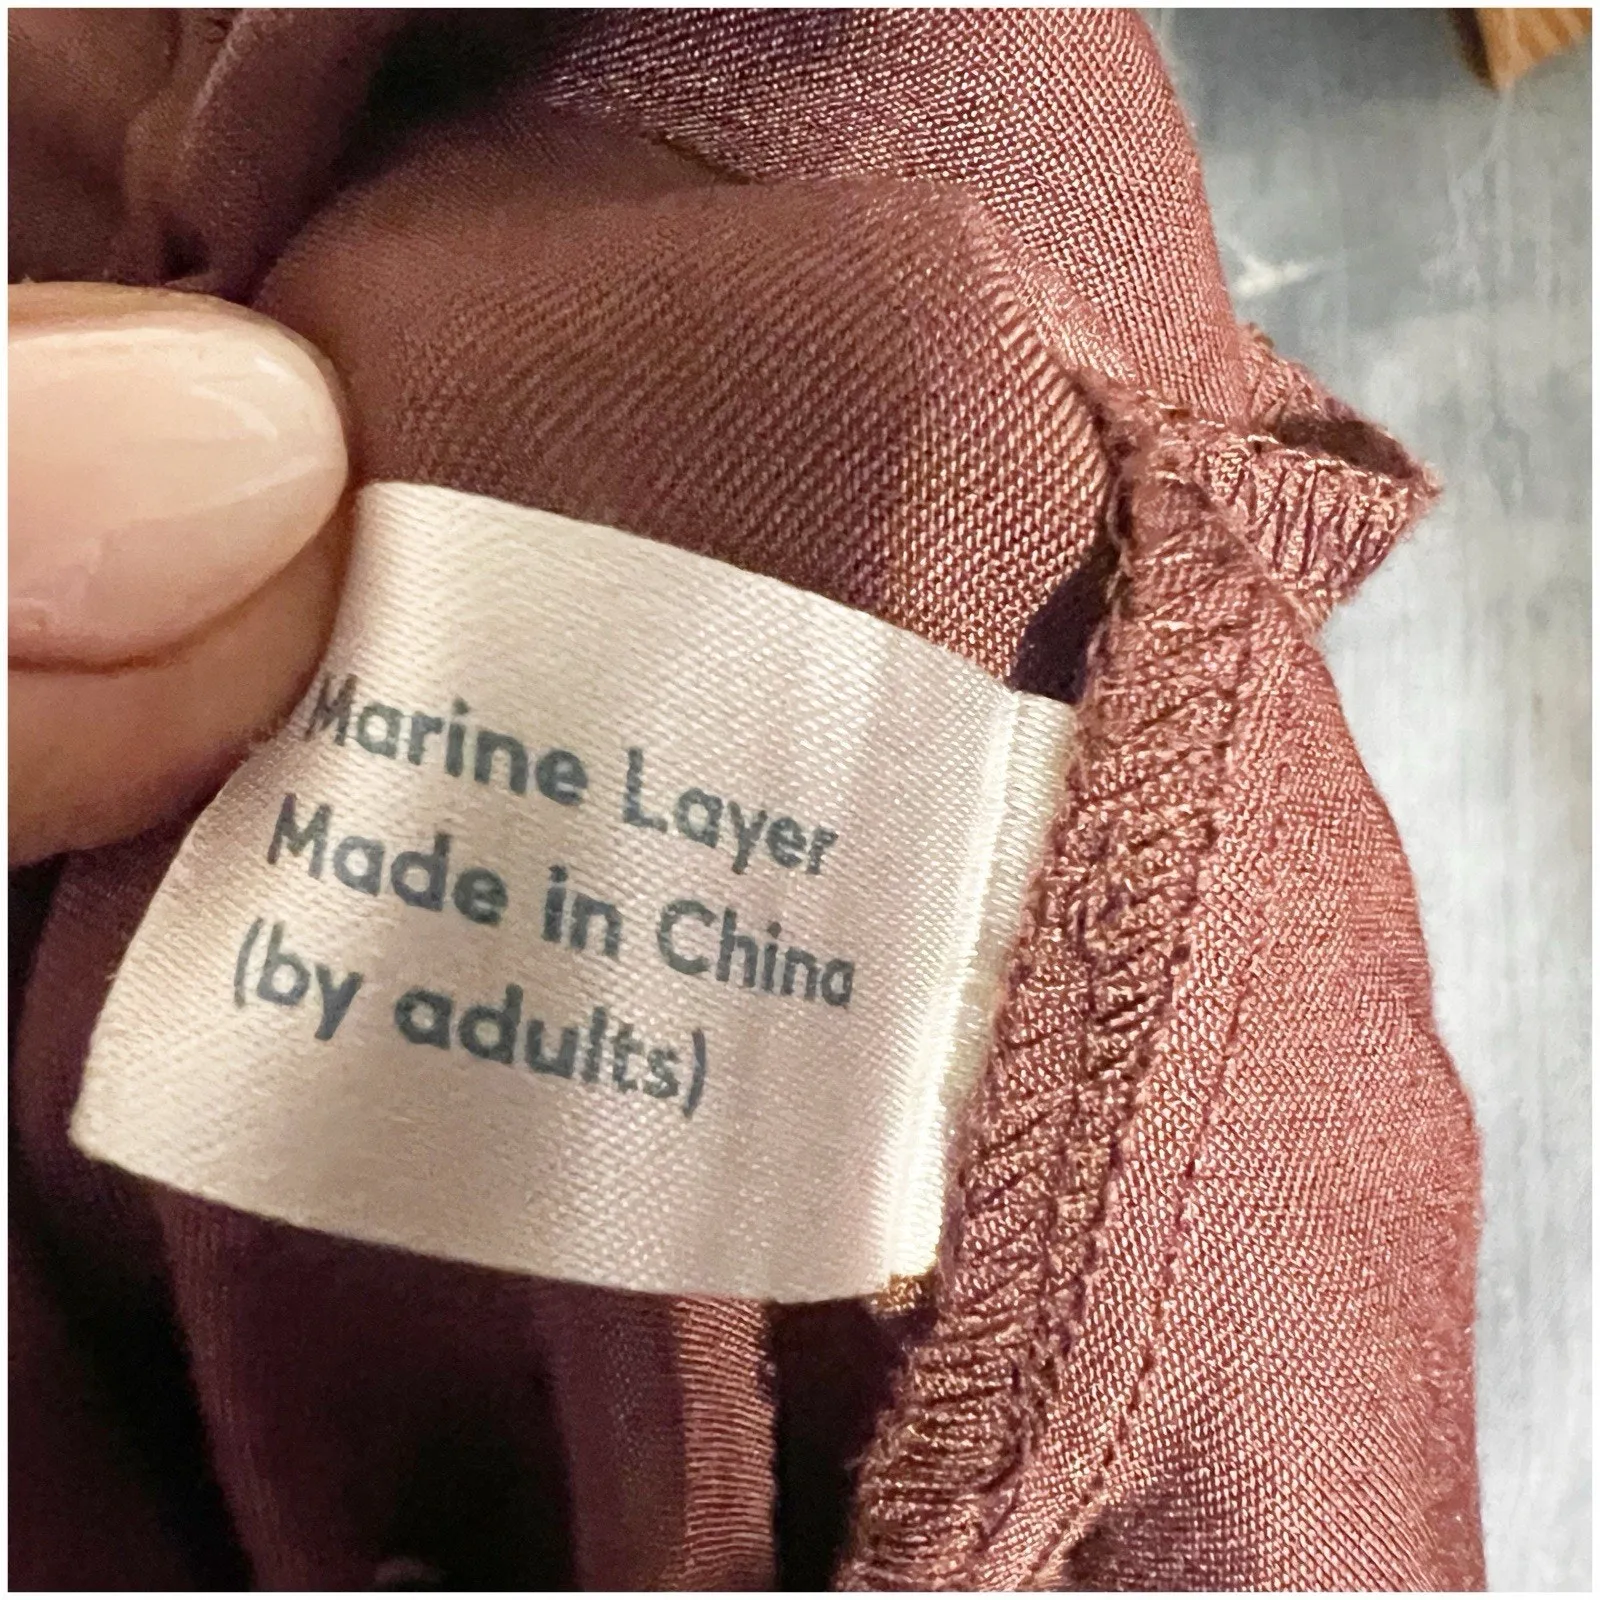 Marine Layer
Made in China
(by adults)